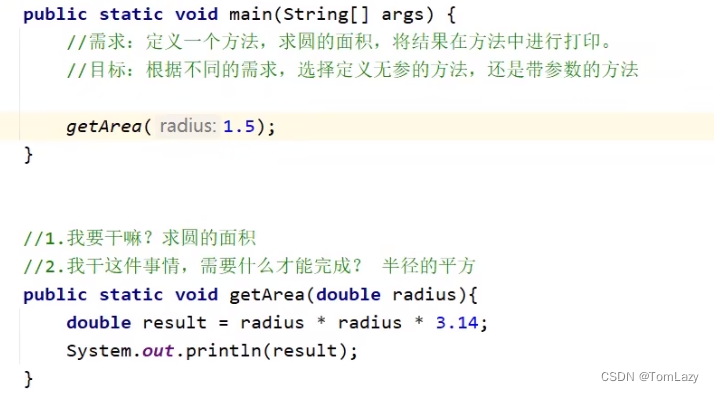 public static void main(String[] args) {
//需求：定义一个方法，求圆的面积，将结果在方法中进行打印。
//目标：根据不同的需求，选择定义无参的方法，还是带参数的方法
getArea( radius: 1.5);
}
//1.我要干嘛？求圆的面积
//2.我干这件事情，需要什么才能完成？ 半径的平方
public static void getArea(double radius){
double result = radius * radius * 3.14;
System.out.println(result);
}
CSDN @TomLazy